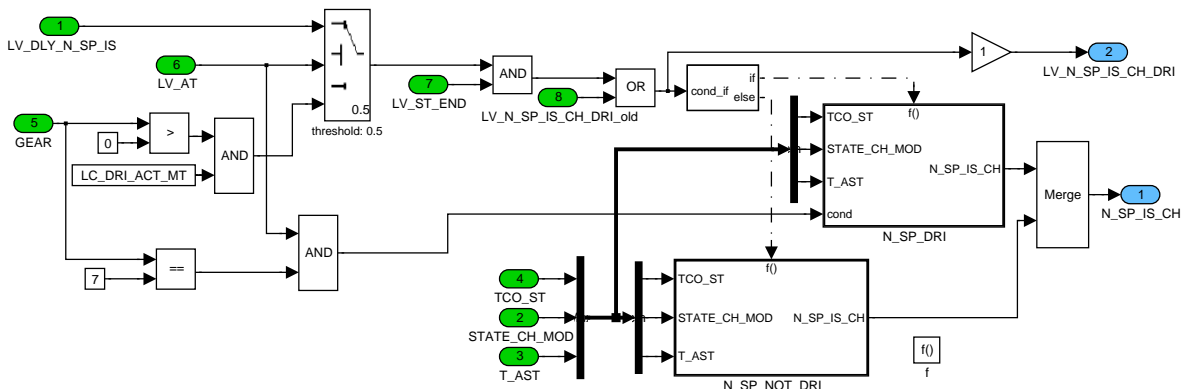 1
LV_DLY_N_SP_IS
6
LV_AT
5
GEAR
0
>
LC_DRI_ACT_MT
AND
0.5
threshold: 0.5
AND
7
LV_ST_END
8
LV_N_SP_IS_CH_DRI_old
OR
cond_if
if
else
1
2
LV_N_SP_IS_CH_DRI
f()
TCO_ST
STATE_CH_MOD
T_AST
cond
N_SP_IS_CH
N_SP_DRI
Merge
1
N_SP_IS_CH
7
==
AND
4
TCO_ST
2
STATE_CH_MOD
3
T_AST
f()
TCO_ST
STATE_CH_MOD
T_AST
N_SP_IS_CH
N_SP_NOT_DRI
f()
f